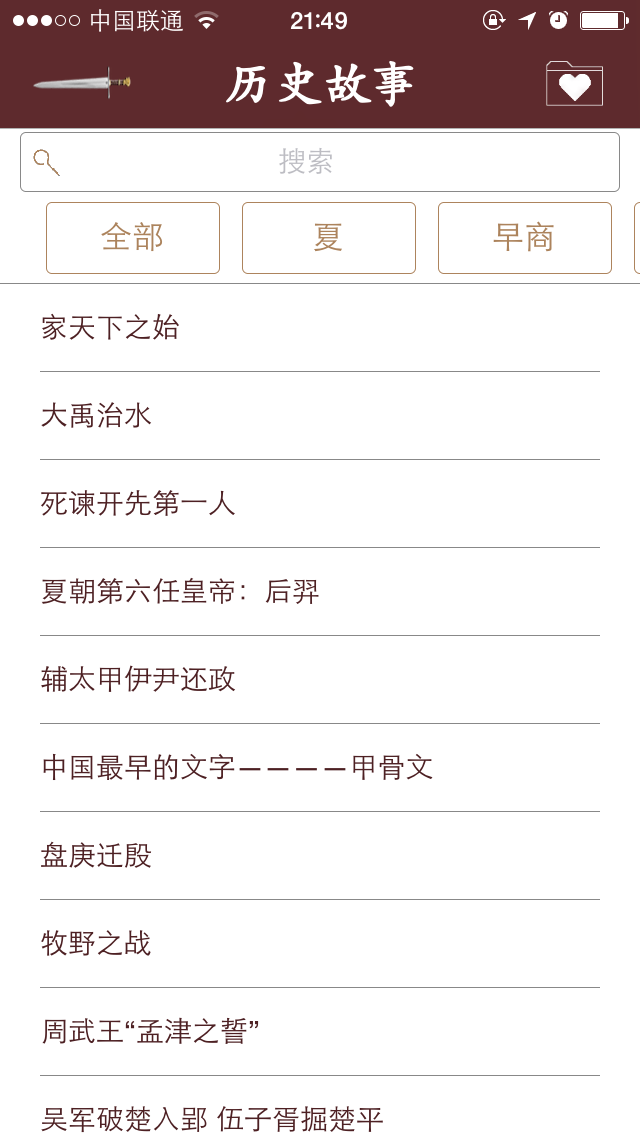 中国联通 21:49
历史故事
搜索
全部 夏 早商
家天下之始
大禹治水
死谏开先第一人
夏朝第六任皇帝：后羿
辅太甲伊尹还政
中国最早的文字————甲骨文
盘庚迁殷
牧野之战
周武王“孟津之誓”
吴军破楚入郢 伍子胥掘楚平